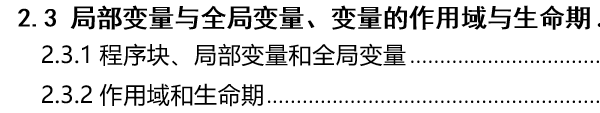 2.3 局部变量与全局变量、变量的作用域与生命期.
2.3.1 程序块、局部变量和全局变量................................
2.3.2 作用域和生命期........................................................